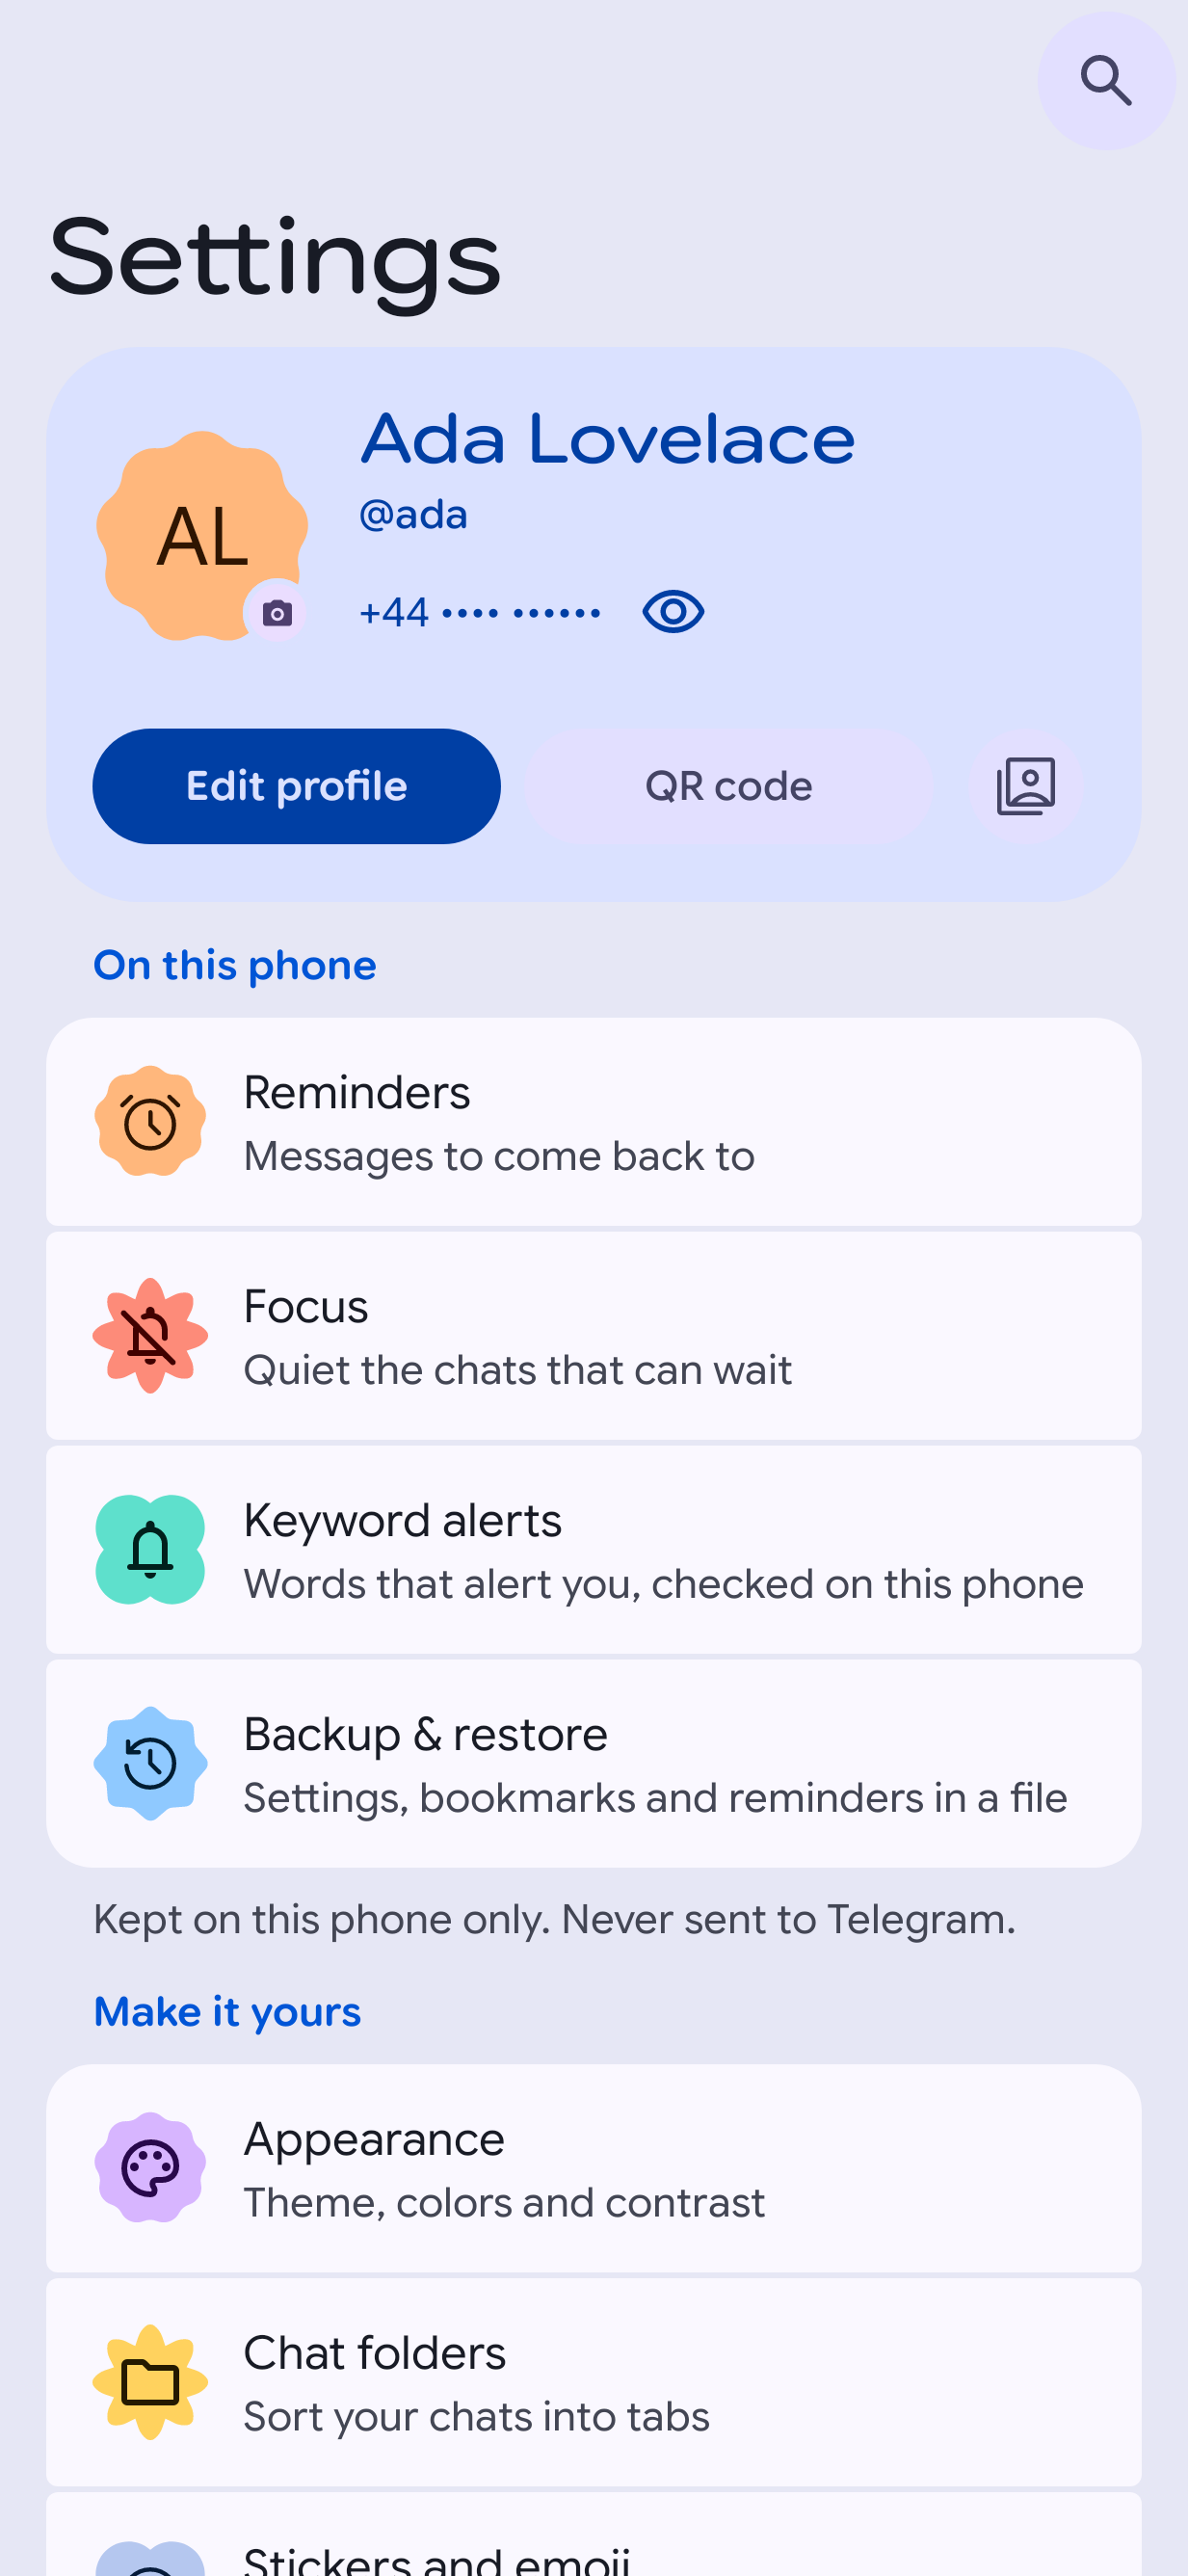 Settings
Ada Lovelace
@ada
AL
+44 •••• ••••••
Edit profile
QR code
On this phone
Reminders
Messages to come back to
Focus
Quiet the chats that can wait
Keyword alerts
Words that alert you, checked on this phone
Backup & restore
Settings, bookmarks and reminders in a file
Kept on this phone only. Never sent to Telegram.
Make it yours
Appearance
Theme, colors and contrast
Chat folders
Sort your chats into tabs
Stickers and emoji